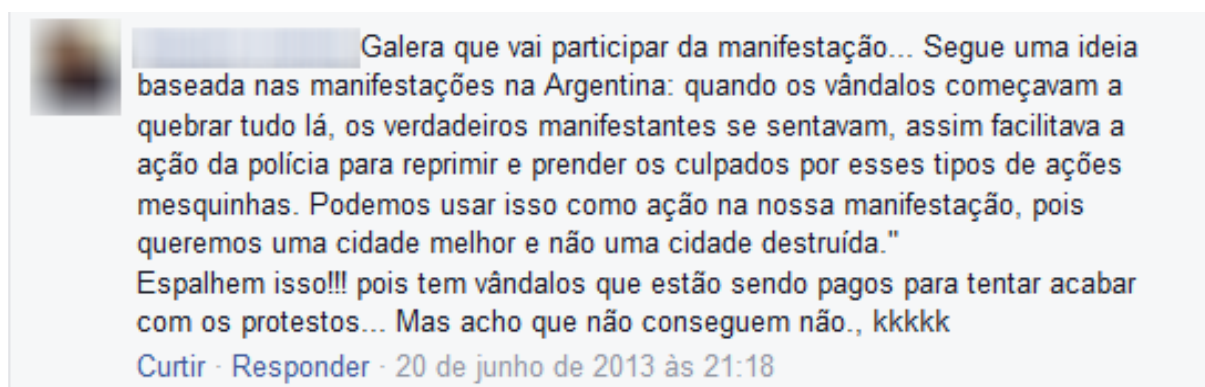 Galera que vai participar da manifestação... Segue uma ideia
baseada nas manifestações na Argentina: quando os vândalos começavam a
quebrar tudo lá, os verdadeiros manifestantes se sentavam, assim facilitava a
ação da polícia para reprimir e prender os culpados por esses tipos de ações
mesquinhas. Podemos usar isso como ação na nossa manifestação, pois
queremos uma cidade melhor e não uma cidade destruída."
Espalhem isso!!! pois tem vândalos que estão sendo pagos para tentar acabar
com os protestos... Mas acho que não conseguem não., kkkkk
Curtir · Responder · 20 de junho de 2013 às 21:18